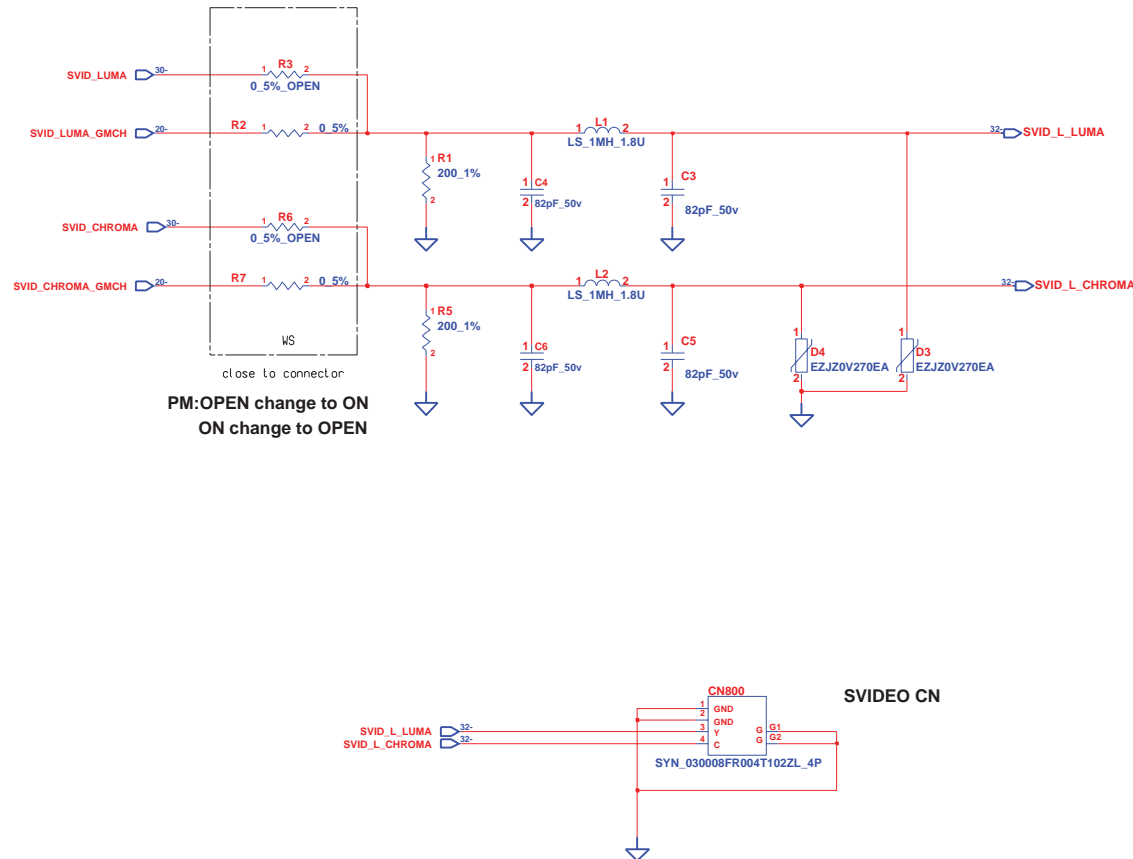 SVID_LUMA 30- 1 R3 2
0_5%_OPEN
SVID_LUMA_GMCH 20- R2 1 2 0_5%
1 L1 2
LS_1MH_1.8U
32- SVID_L_LUMA
1 R1
200_1%
2
1 C4
2 82pF_50v
1 C3
2
82pF_50v
SVID_CHROMA 30- 1 R6 2
0_5%_OPEN
SVID_CHROMA_GMCH 20- R7 1 2 0_5%
1 L2 2
LS_1MH_1.8U
32- SVID_L_CHROMA
1 R5
200_1%
2
1 C6
2 82pF_50v
1 C5
2
82pF_50v
1 D4
EZJZ0V270EA
2
1 D3
EZJZ0V270EA
2
WS
close to connector
PM:OPEN change to ON
ON change to OPEN
CN800
SVIDEO CN
1 GND
2 GND
SVID_L_LUMA 32- 3 Y G G1
SVID_L_CHROMA 32- 4 C G G2
SYN_030008FR004T102ZL_4P